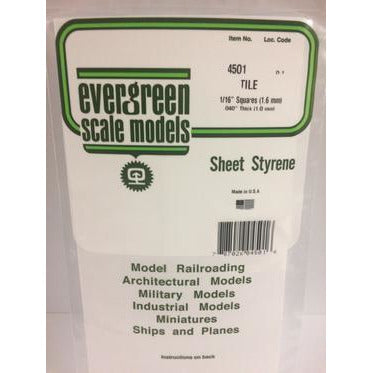 Item No. Loc. Code
4501
TILE
1/16" Squares (1.6 mm)
.040" Thick (1.0 mm)
evergreen
scale models
Sheet Styrene
Made in U.S.A
Model Railroading
Architectural Models
Military Models
Industrial Models
Miniatures
Ships and Planes
Instructions on back